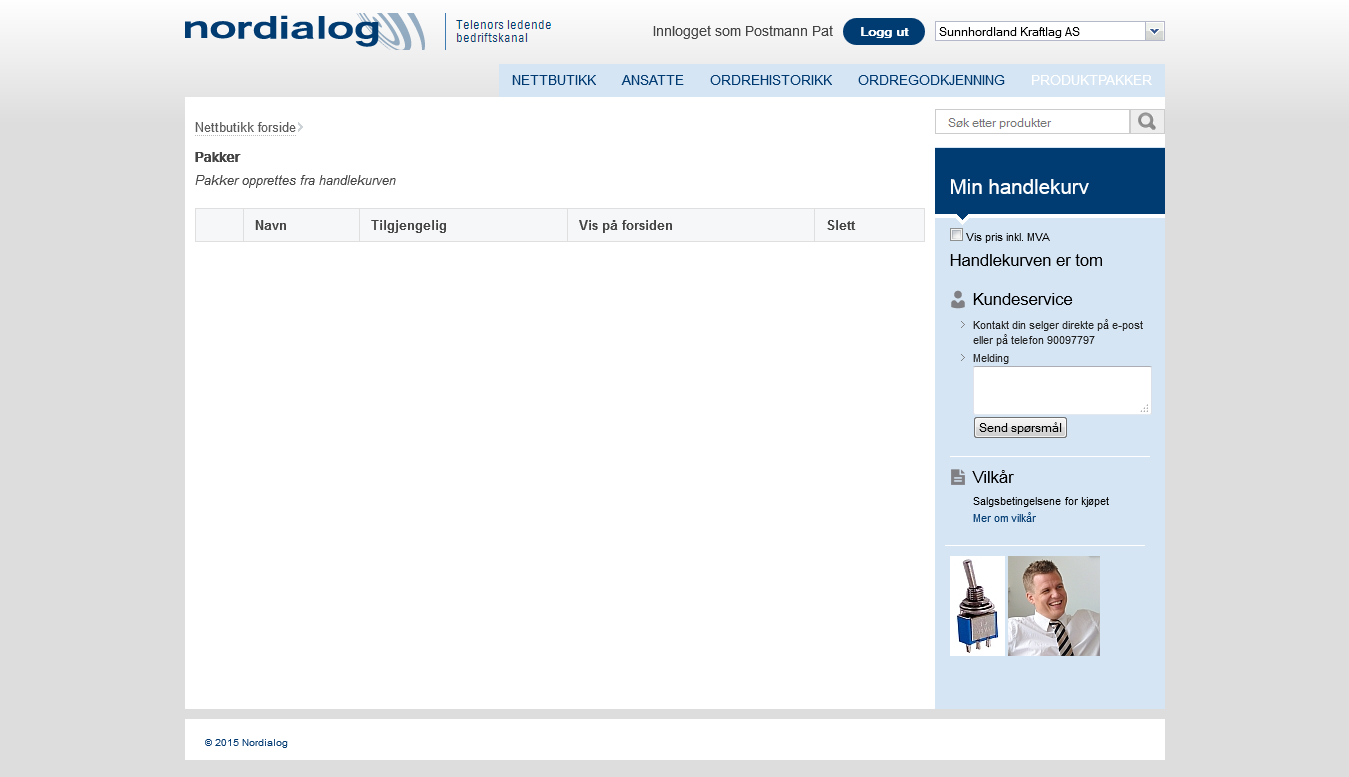 nordialog
Telenors ledende
bedriftskanal
Innlogget som Postmann Pat
Logg ut
Sunnhordland Kraftlag AS
NETTBUTIKK ANSATTE ORDREHISTORIKK ORDREGODKJENNING PRODUKTPAKKER
Nettbutikk forside
Pakker
Pakker opprettes fra handlekurven
Navn Tilgjengelig Vis på forsiden Slett
Søk etter produkter
Min handlekurv
Vis pris inkl. MVA
Handlekurven er tom
Kundeservice
Kontakt din selger direkte på e-post
eller på telefon 90097797
Melding
Send spørsmål
Vilkår
Salgsbetingelsene for kjøpet
Mer om vilkår
© 2015 Nordialog